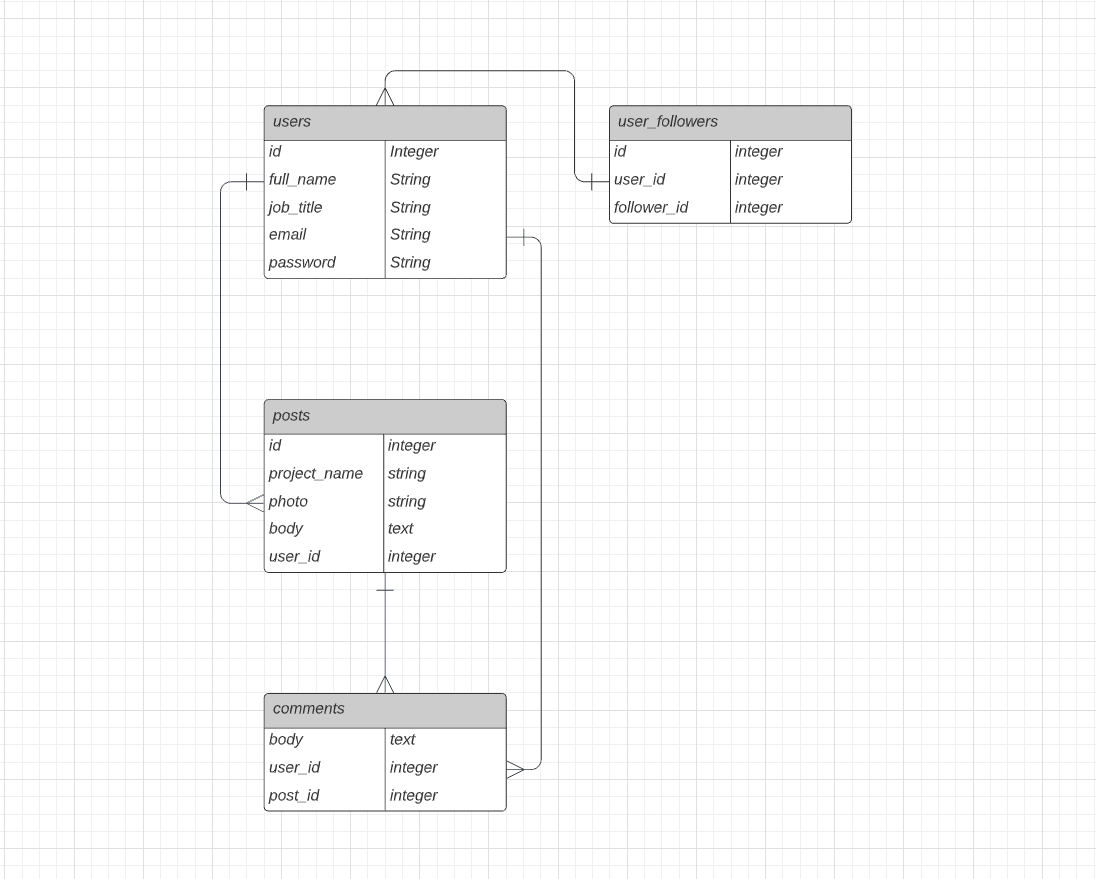 users
id Integer
full_name String
job_title String
email String
password String
user_followers
id integer
user_id integer
follower_id integer
posts
id integer
project_name string
photo string
body text
user_id integer
comments
body text
user_id integer
post_id integer